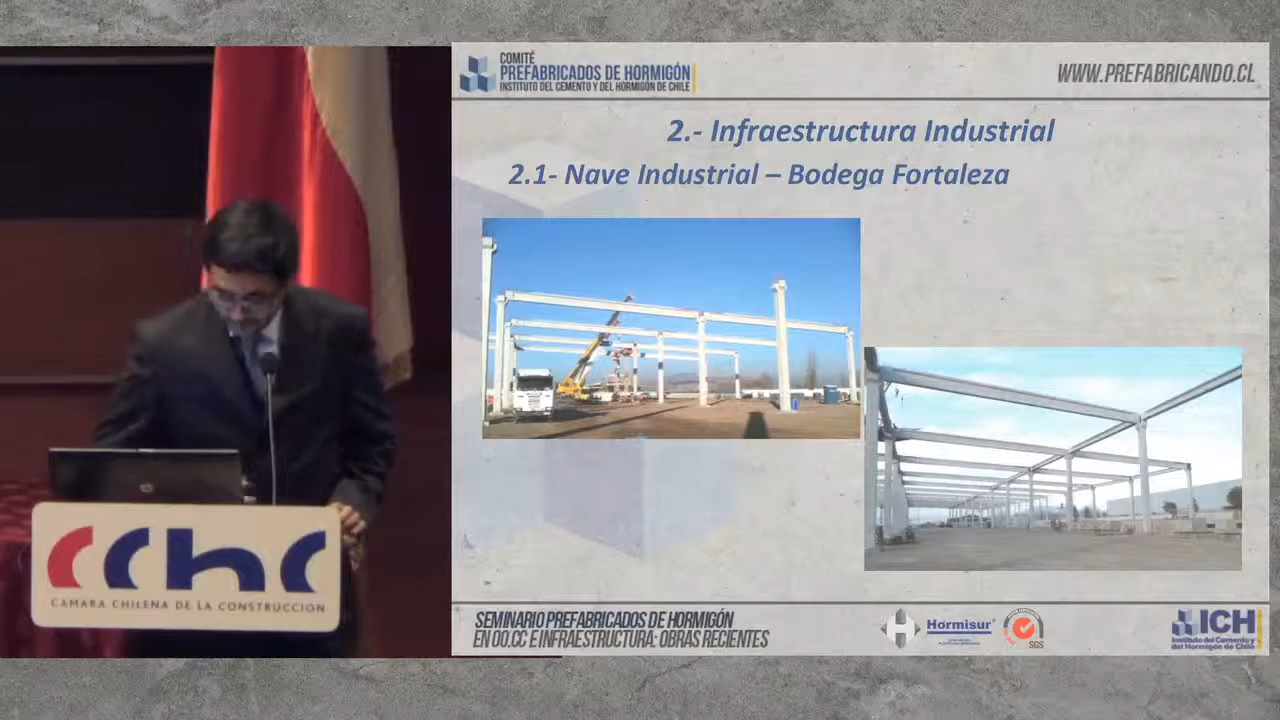 COMITÉ
PREFABRICADOS DE HORMIGÓN
INSTITUTO DEL CEMENTO Y DEL HORMIGÓN DE CHILE
WWW.PREFABRICANDO.CL
2.- Infraestructura Industrial
2.1- Nave Industrial – Bodega Fortaleza
CChC
CAMARA CHILENA DE LA CONSTRUCCION
SEMINARIO PREFABRICADOS DE HORMIGÓN
EN OO.CC E INFRAESTRUCTURA: OBRAS RECIENTES
Hormisur
SGS
ICH
Instituto del Cemento y
del Hormigón de Chile